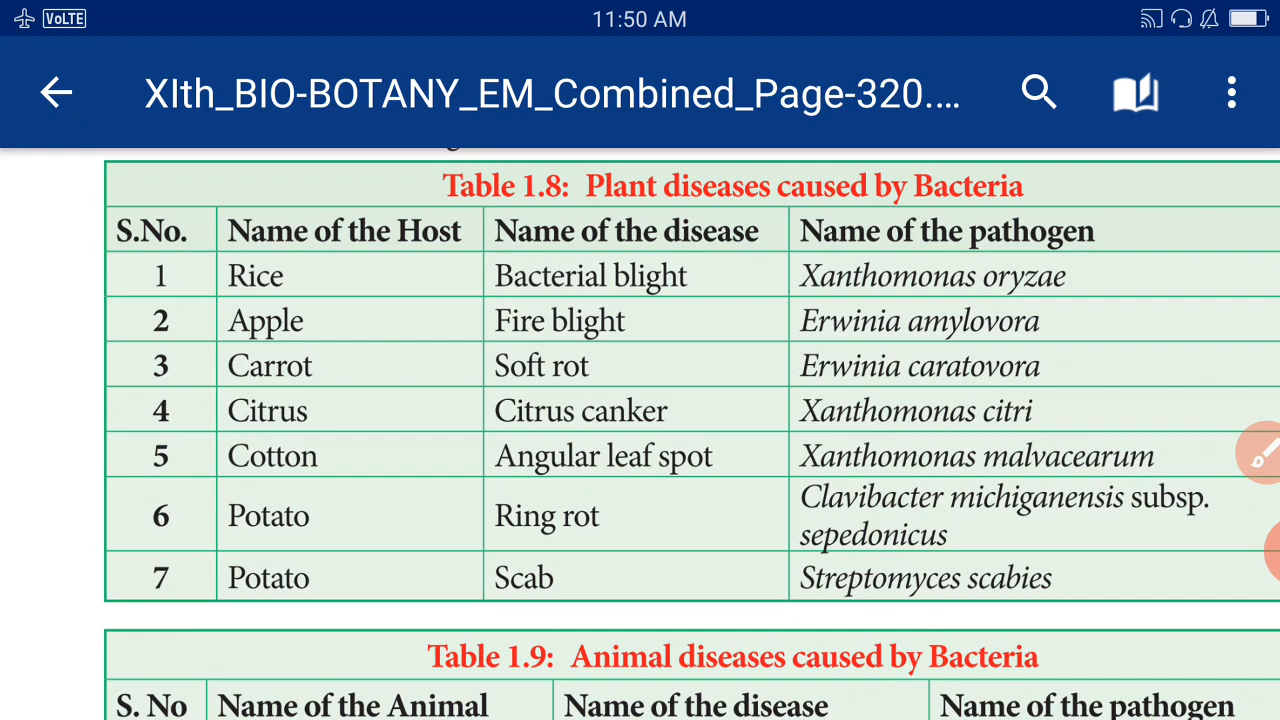 VoLTE 11:50 AM
XIth_BIO-BOTANY_EM_Combined_Page-320....
Table 1.8: Plant diseases caused by Bacteria
S.No. Name of the Host Name of the disease Name of the pathogen
1 Rice Bacterial blight Xanthomonas oryzae
2 Apple Fire blight Erwinia amylovora
3 Carrot Soft rot Erwinia caratovora
4 Citrus Citrus canker Xanthomonas citri
5 Cotton Angular leaf spot Xanthomonas malvacearum
6 Potato Ring rot Clavibacter michiganensis subsp.
sepedonicus
7 Potato Scab Streptomyces scabies
Table 1.9: Animal diseases caused by Bacteria
S. No Name of the Animal Name of the disease Name of the pathogen